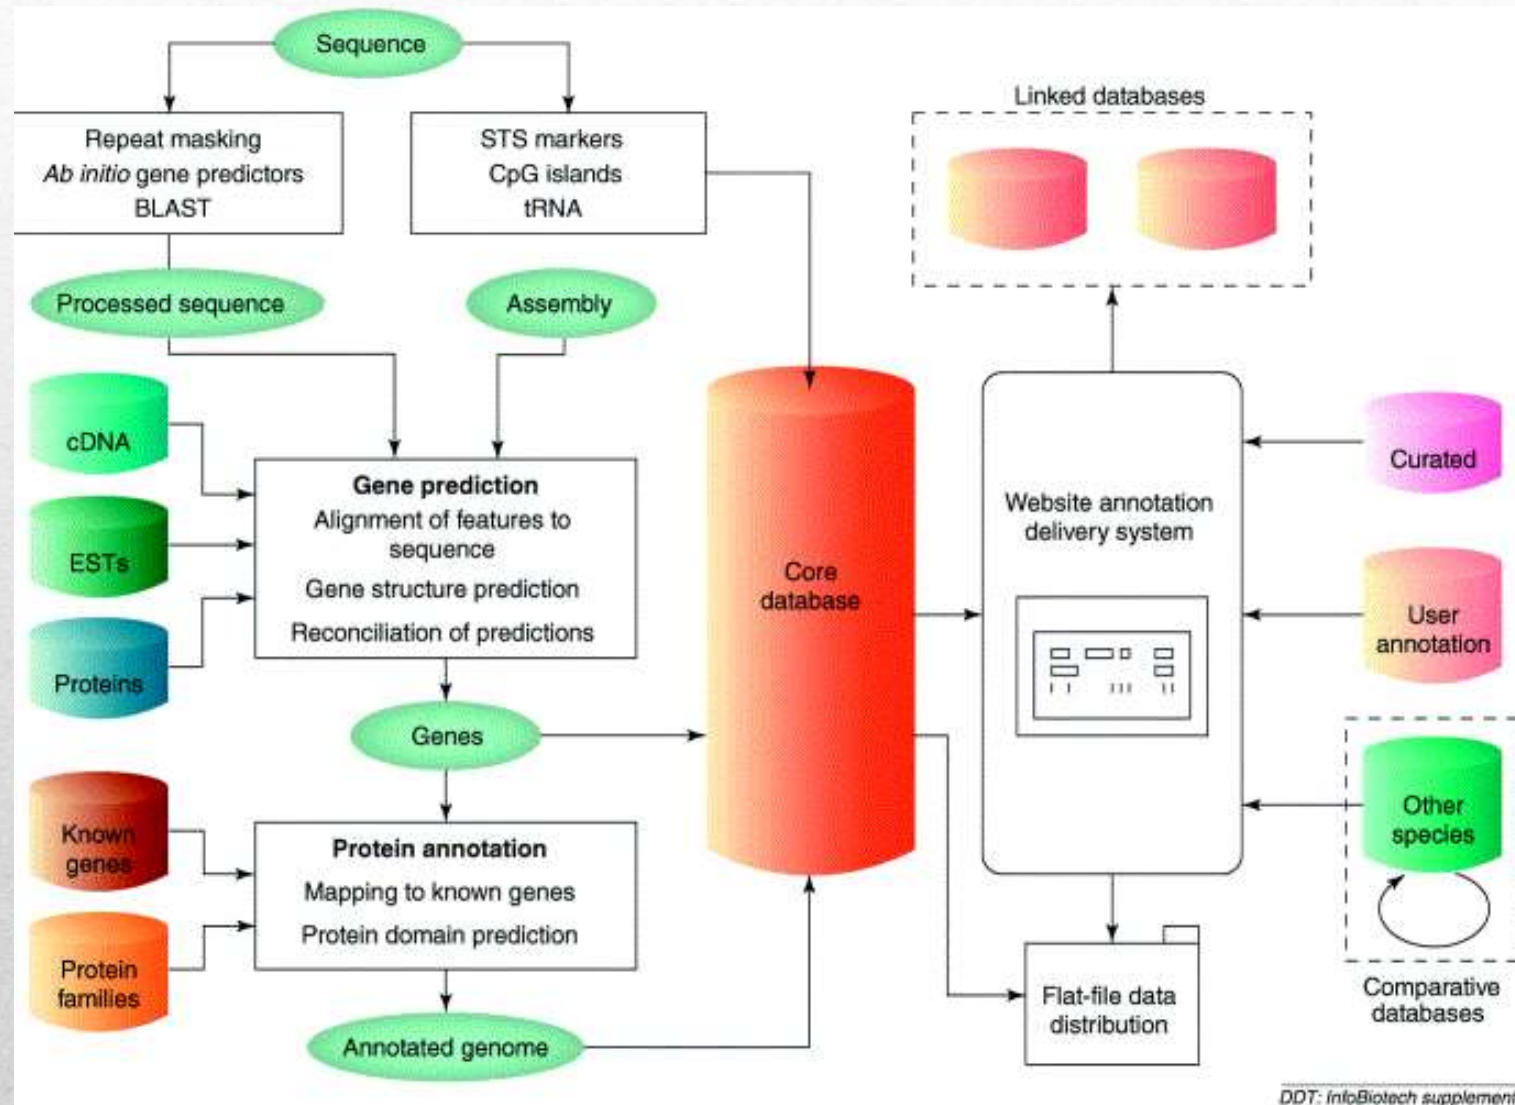 Sequence
Repeat masking
Ab initio gene predictors
BLAST
STS markers
CpG islands
tRNA
Linked databases
Processed sequence
Assembly
cDNA
ESTs
Proteins
Gene prediction
Alignment of features to
sequence
Gene structure prediction
Reconciliation of predictions
Core
database
Website annotation
delivery system
Curated
User
annotation
Genes
Known
genes
Protein
families
Protein annotation
Mapping to known genes
Protein domain prediction
Other
species
Comparative
databases
Flat-file data
distribution
Annotated genome
DDT: InfoBiotech supplement